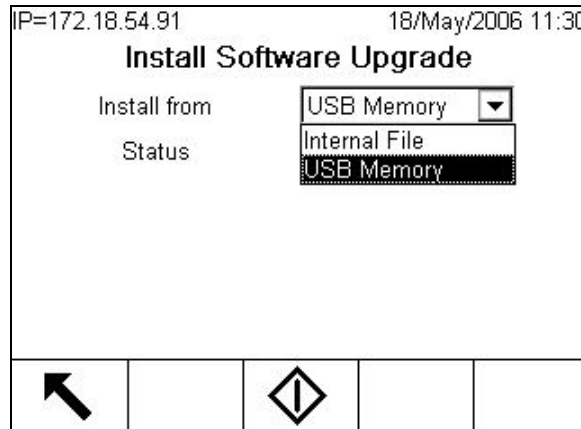 IP=172.18.54.91 18/May/2006 11:30
Install Software Upgrade
Install from USB Memory
Status Internal File
USB Memory